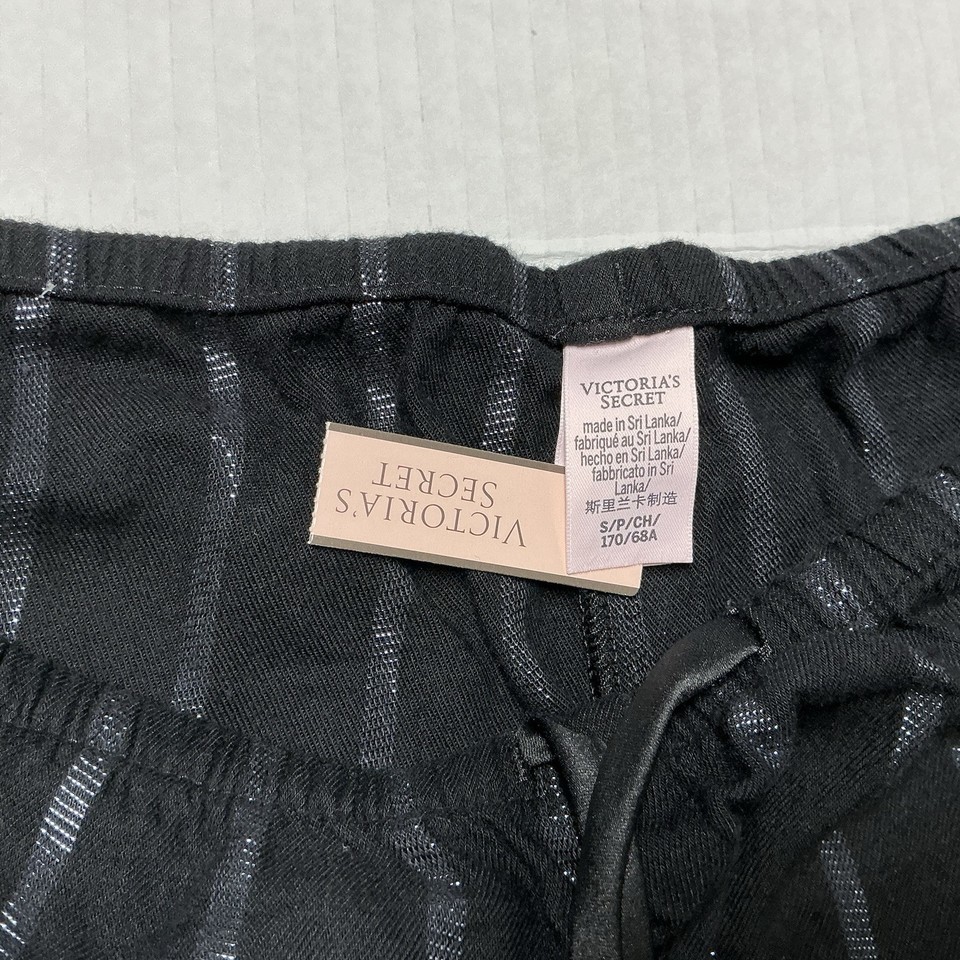 VICTORIA'S
SECRET
made in Sri Lanka/
fabriqué au Sri Lanka/
hecho en Sri Lanka/
fabbricato in Sri
Lanka/
斯里兰卡制造
S/P/CH/
170/68A
VICTORIA'S
SECRET